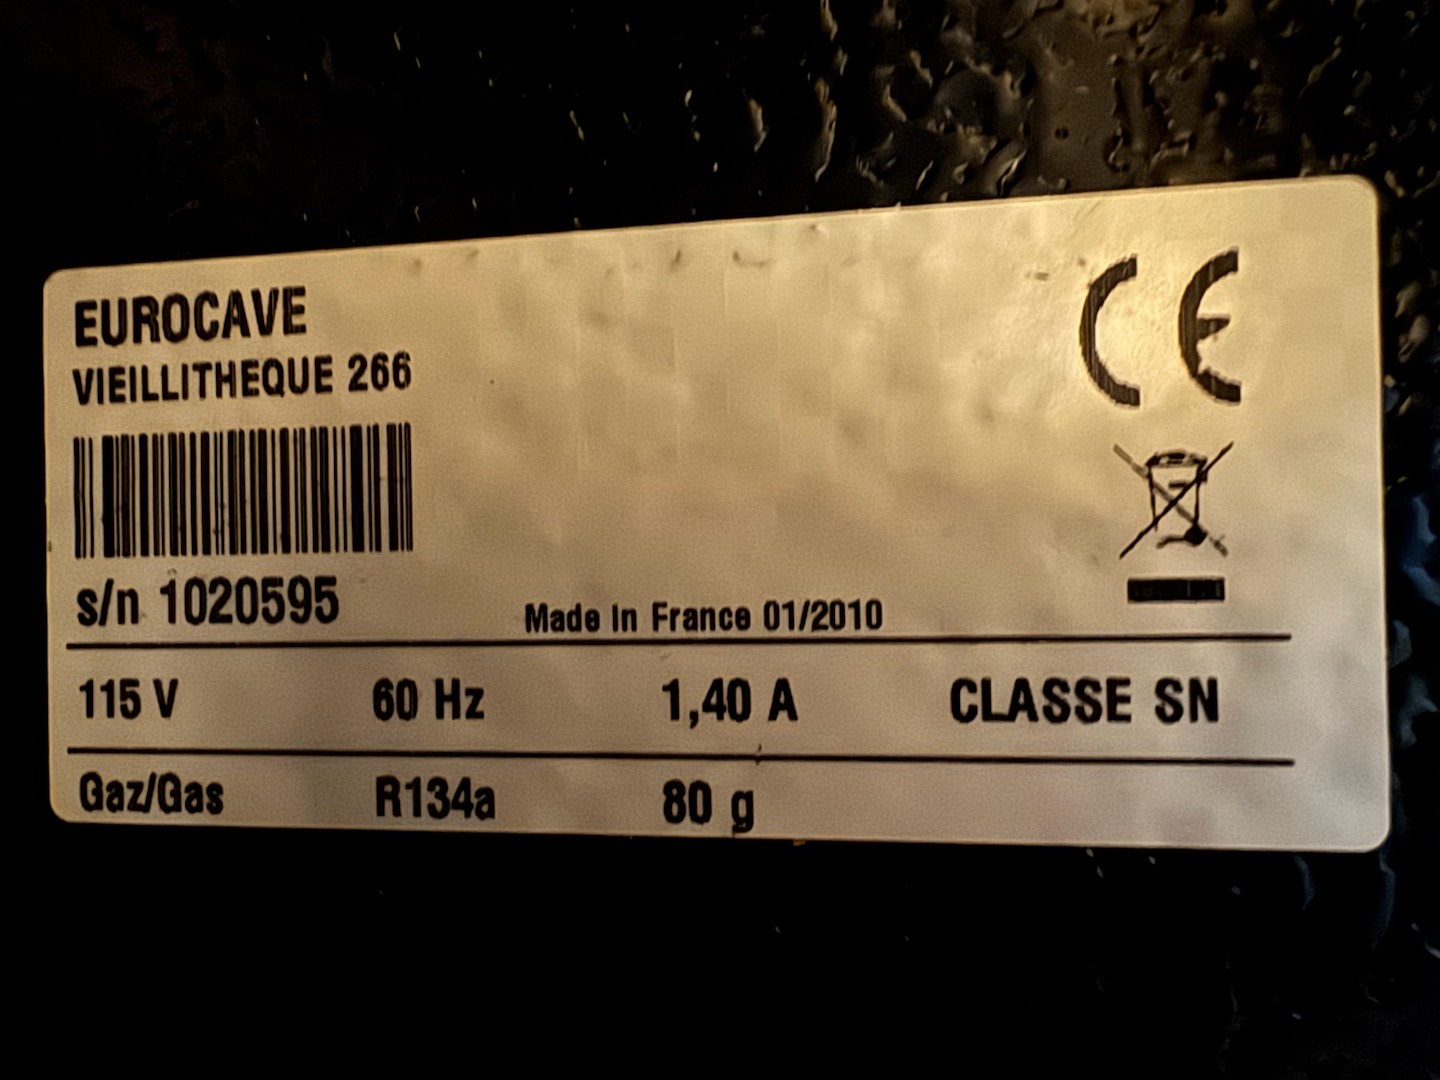 EUROCAVE
VIEILLITHEQUE 266
s/n 1020595
Made In France 01/2010
CE
115 V 60 Hz 1,40 A CLASSE SN
Gaz/Gas R134a 80 g